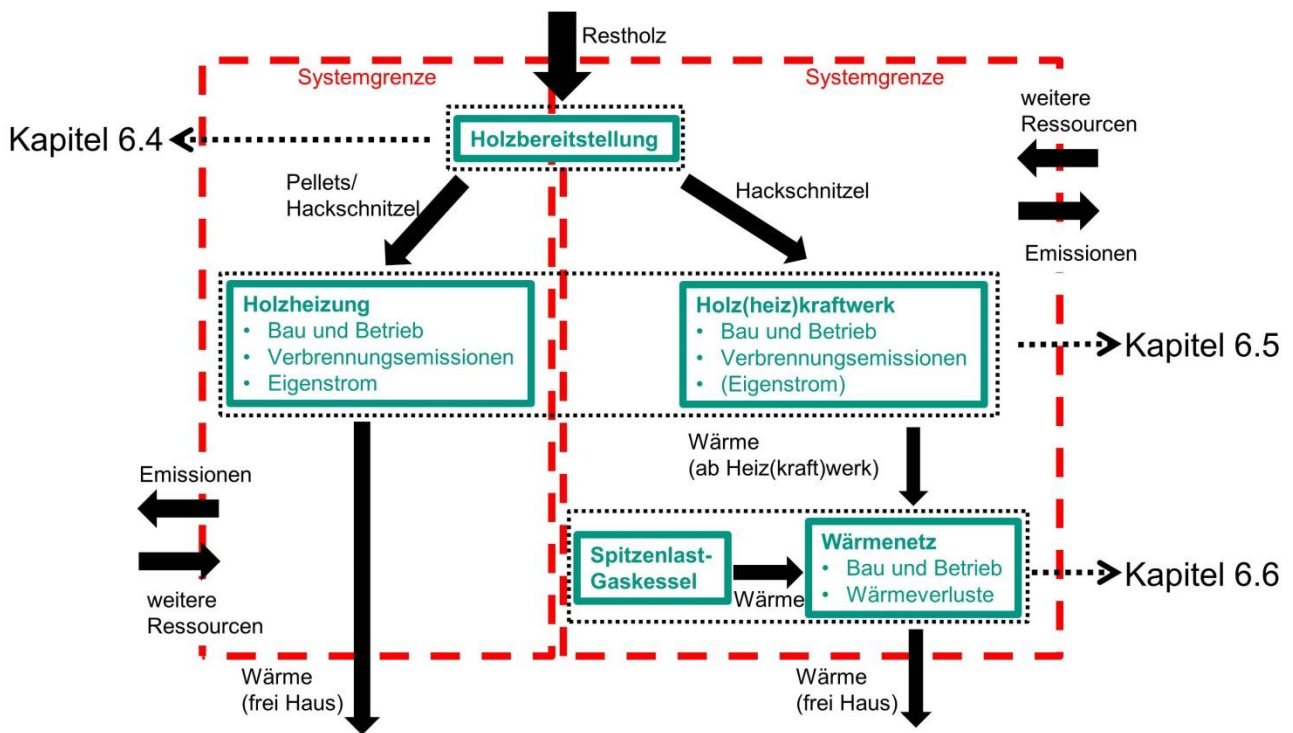 Restholz
Systemgrenze
Systemgrenze
weitere
Ressourcen
Kapitel 6.4
Holzbereitstellung
Pellets/
Hackschnitzel
Hackschnitzel
Emissionen
Holzheizung
• Bau und Betrieb
• Verbrennungsemissionen
• Eigenstrom
Holz(heiz)kraftwerk
• Bau und Betrieb
• Verbrennungsemissionen
• (Eigenstrom)
Kapitel 6.5
Wärme
(ab Heiz(kraft)werk)
Emissionen
weitere
Ressourcen
Spitzenlast-
Gaskessel
Wärme
Wärmenetz
• Bau und Betrieb
• Wärmeverluste
Kapitel 6.6
Wärme
(frei Haus)
Wärme
(frei Haus)